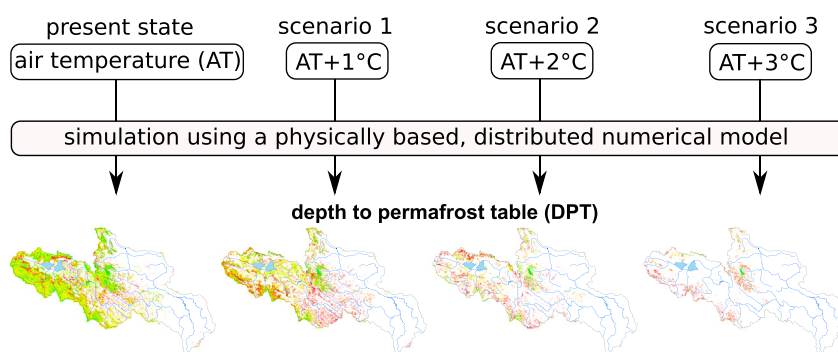 present state
scenario 1
scenario 2
scenario 3
air temperature (AT)
AT+1°C
AT+2°C
AT+3°C
simulation using a physically based, distributed numerical model
depth to permafrost table (DPT)